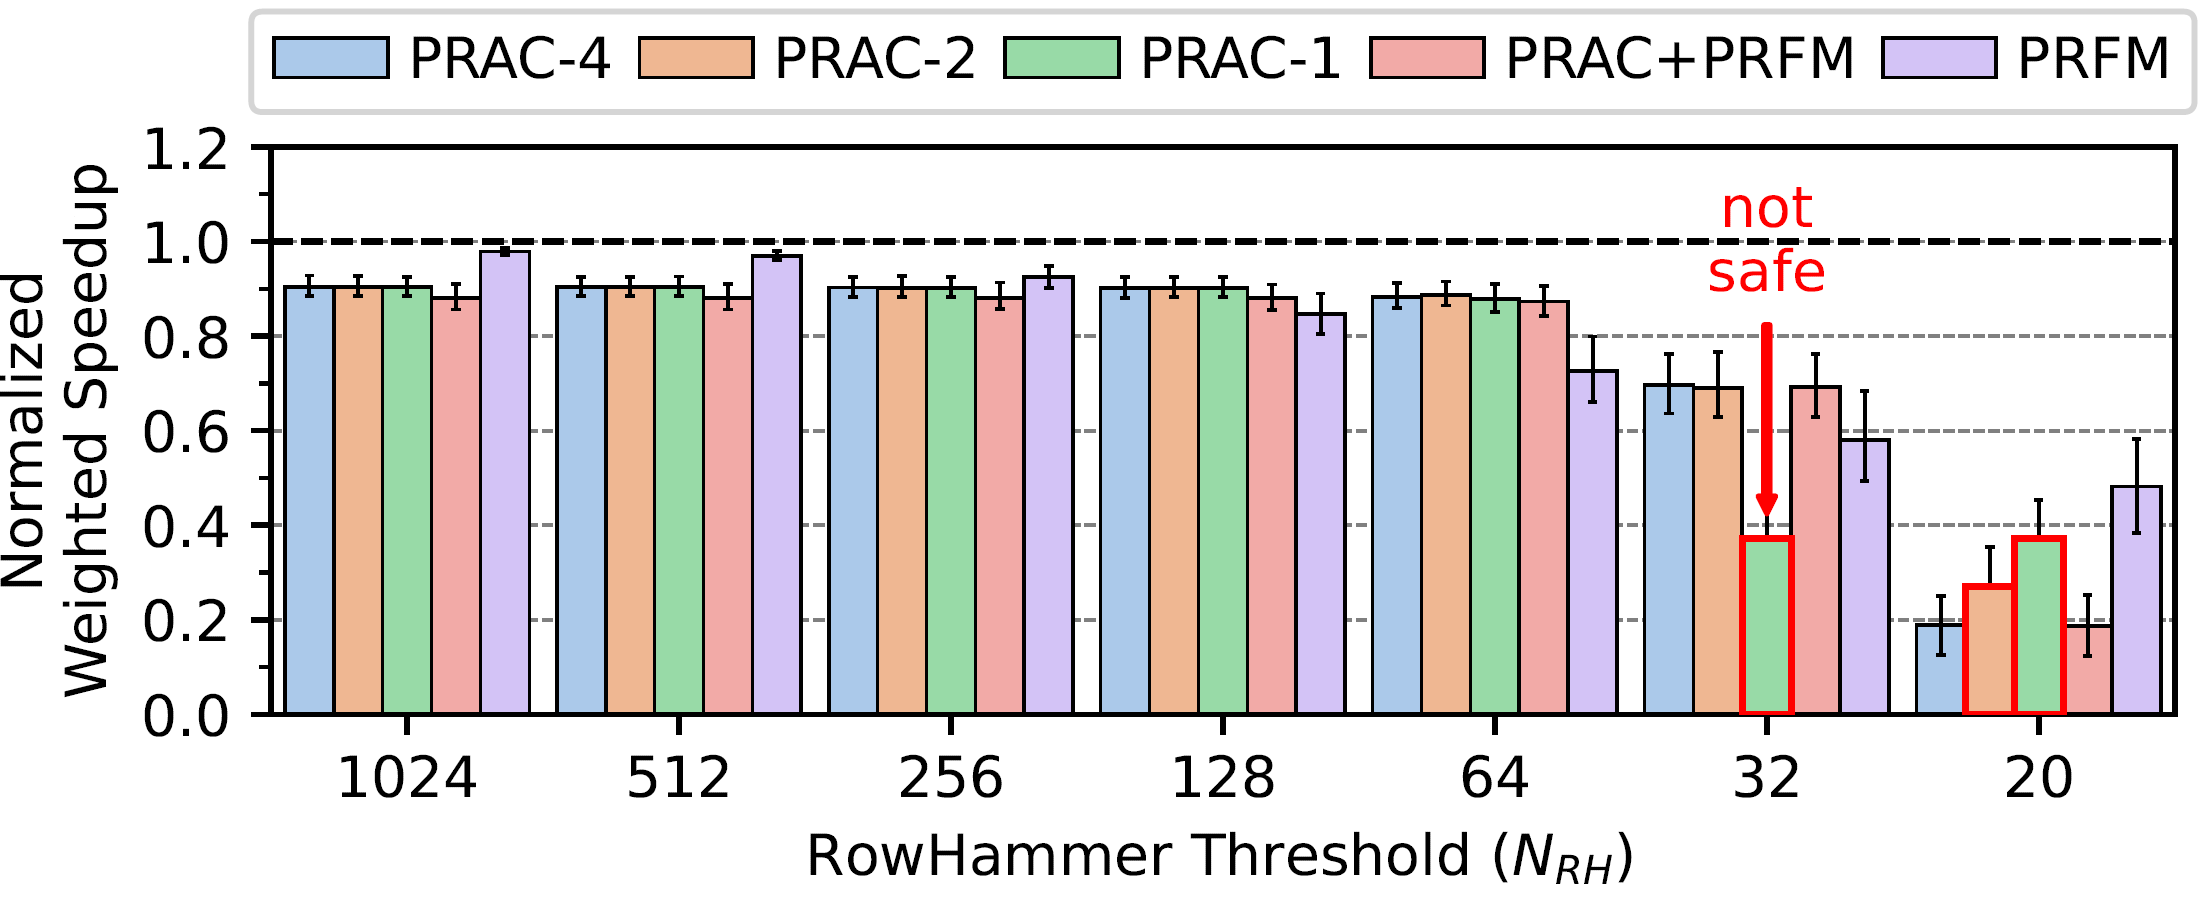 PRAC-4 PRAC-2 PRAC-1 PRAC+PRFM PRFM
Normalized
Weighted Speedup
1.2
1.0
0.8
0.6
0.4
0.2
0.0
not
safe
1024 512 256 128 64 32 20
RowHammer Threshold (N_RH)